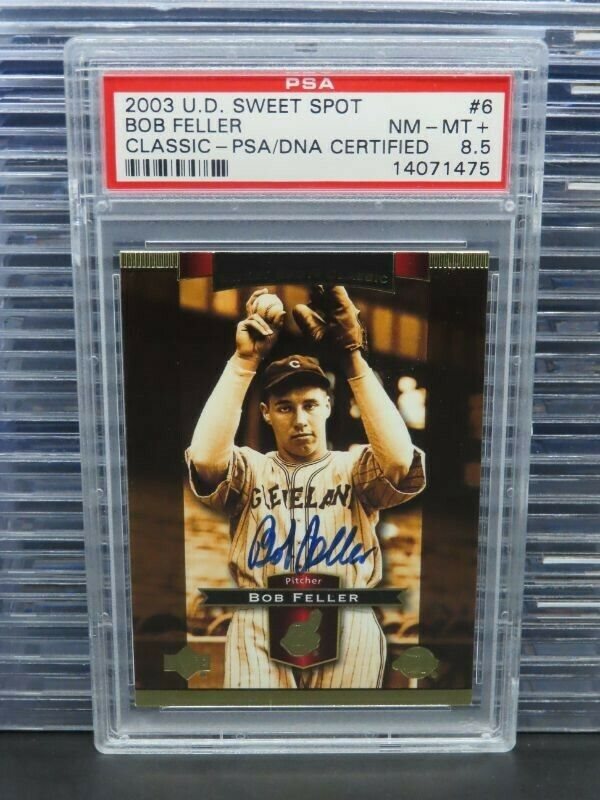 PSA
2003 U.D. SWEET SPOT #6
BOB FELLER NM-MT+
CLASSIC-PSA/DNA CERTIFIED 8.5
14071475
C
CLEVELAND
Bob Feller
Pitcher
BOB FELLER